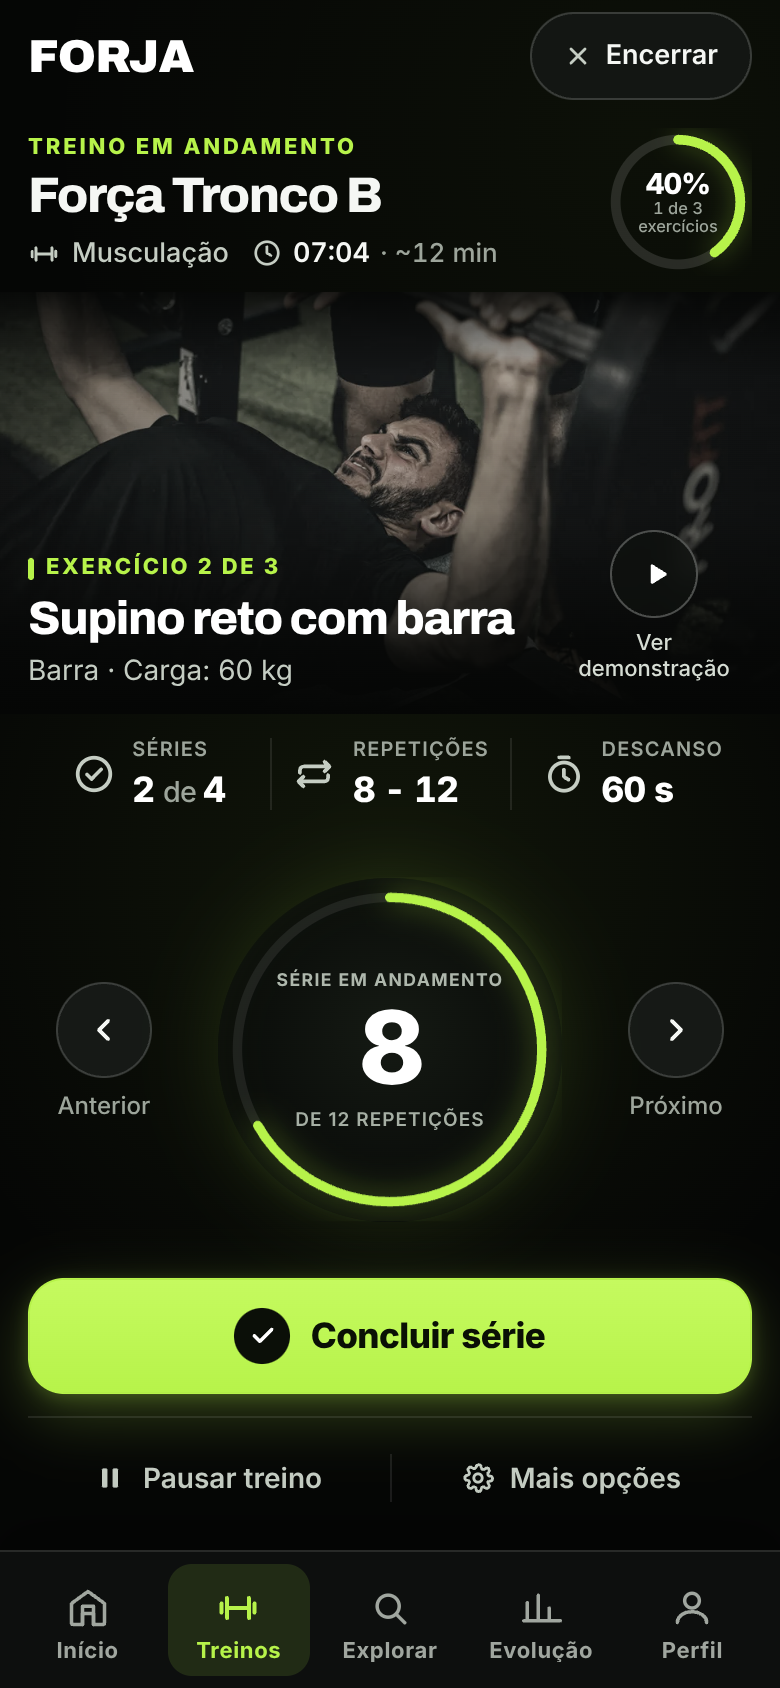 FORJA
Encerrar
TREINO EM ANDAMENTO
Força Tronco B
Musculação 07:04 · ~12 min
40%
1 de 3
exercícios
EXERCÍCIO 2 DE 3
Supino reto com barra
Barra · Carga: 60 kg
Ver
demonstração
SÉRIES
2 de 4
REPETIÇÕES
8 - 12
DESCANSO
60 s
SÉRIE EM ANDAMENTO
8
DE 12 REPETIÇÕES
Anterior
Próximo
Concluir série
Pausar treino
Mais opções
Início
Treinos
Explorar
Evolução
Perfil